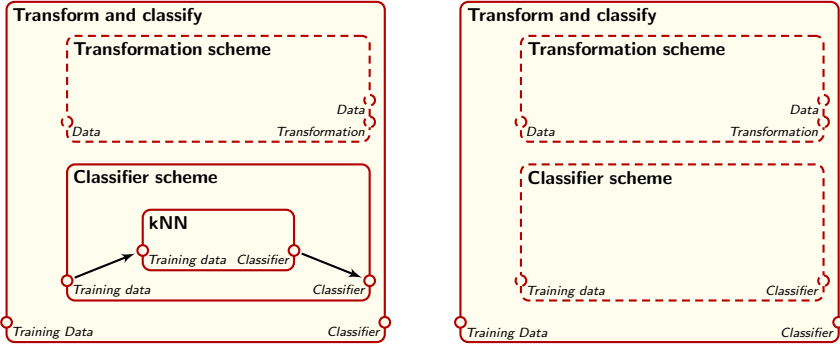 Transform and classify
Transformation scheme
Data
Data
Transformation
Classifier scheme
kNN
Training data
Classifier
Training data
Classifier
Training Data
Classifier
Transform and classify
Transformation scheme
Data
Data
Transformation
Classifier scheme
Training data
Classifier
Training Data
Classifier